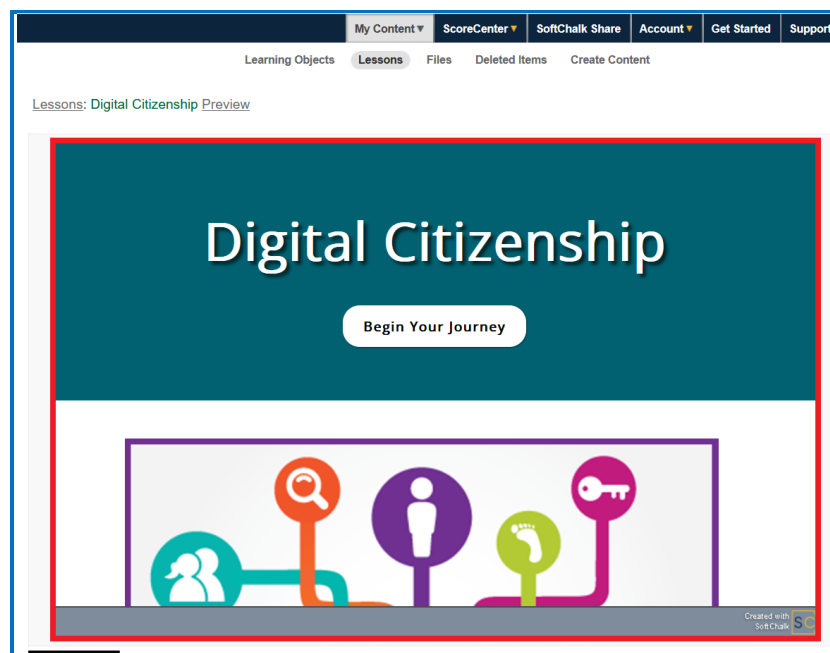 My Content▼ ScoreCenter▼ SoftChalk Share Account▼ Get Started Support
Learning Objects Lessons Files Deleted Items Create Content
Lessons: Digital Citizenship Preview
Digital Citizenship
Begin Your Journey
Created with
SoftChalk
SC